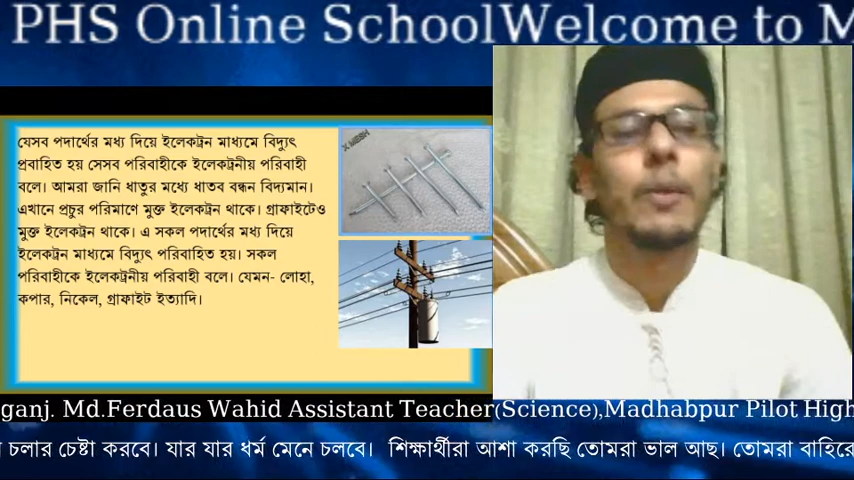 PHS Online SchoolWelcome to M
যেসব পদার্থের মধ্য দিয়ে ইলেকট্রন মাধ্যমে বিদ্যুৎ
প্রবাহিত হয় সেসব পরিবাহীকে ইলেকট্রনীয় পরিবাহী
বলে। আমরা জানি ধাতুর মধ্যে ধাতব বন্ধন বিদ্যমান।
এখানে প্রচুর পরিমাণে মুক্ত ইলেকট্রন থাকে। গ্রাফাইটেও
মুক্ত ইলেকট্রন থাকে। এ সকল পদার্থের মধ্য দিয়ে
ইলেকট্রন মাধ্যমে বিদ্যুৎ পরিবাহিত হয়। সকল
পরিবাহীকে ইলেকট্রনীয় পরিবাহী বলে। যেমন- লোহা,
কপার, নিকেল, গ্রাফাইট ইত্যাদি।
ganj. Md.Ferdaus Wahid Assistant Teacher(Science),Madhabpur Pilot High
চলার চেষ্টা করবে। যার যার ধর্ম মেনে চলবে। শিক্ষার্থীরা আশা করছি তোমরা ভাল আছ। তোমরা বাহিরে